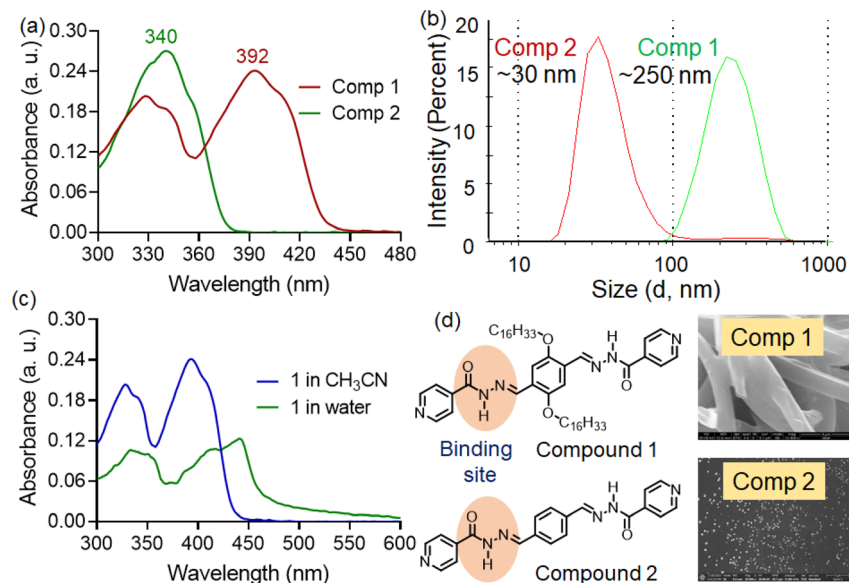 (a)
340
392
Comp 1
Comp 2
Absorbance (a. u.)
0.30
0.24
0.18
0.12
0.06
0.00
300 330 360 390 420 450 480
Wavelength (nm)
(b)
Comp 2
~30 nm
Comp 1
~250 nm
Intensity (Percent)
20
15
10
5
0
10 100 1000
Size (d, nm)
(c)
1 in CH₃CN
1 in water
Absorbance (a. u.)
0.30
0.24
0.18
0.12
0.06
0.00
300 350 400 450 500 550 600
Wavelength (nm)
(d)
C₁₆H₃₃
O
H
N
N
N
O
N
N
H
N
O
O
C₁₆H₃₃
N
Binding
site
Compound 1
O
N
N
H
N
H
N
N
O
N
Compound 2
Comp 1
Comp 2